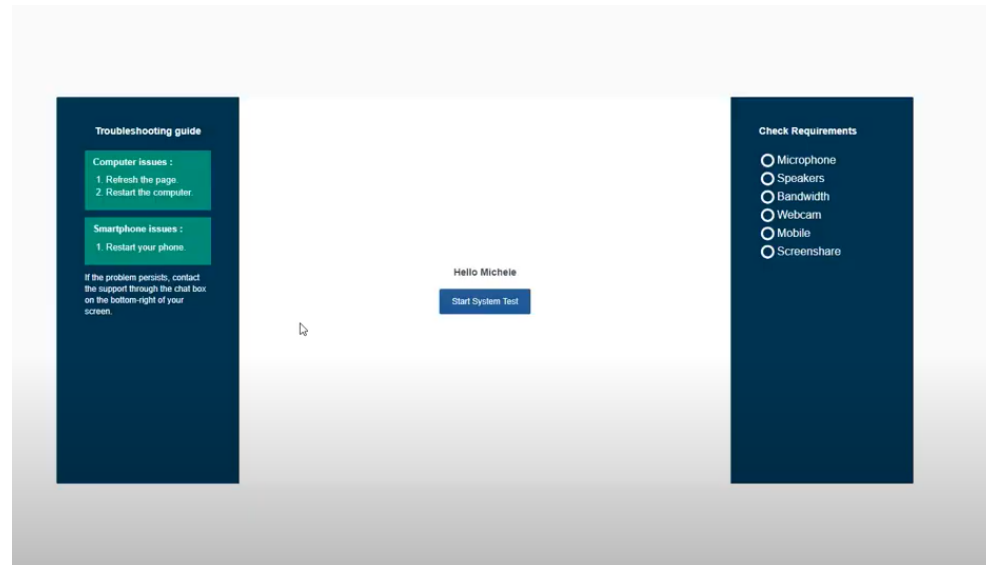 Troubleshooting guide
Computer issues :
1. Refresh the page.
2. Restart the computer.
Smartphone issues :
1. Restart your phone.
If the problem persists, contact
the support through the chat box
on the bottom-right of your
screen.
Hello Michele
Start System Test
Check Requirements
Microphone
Speakers
Bandwidth
Webcam
Mobile
Screenshare